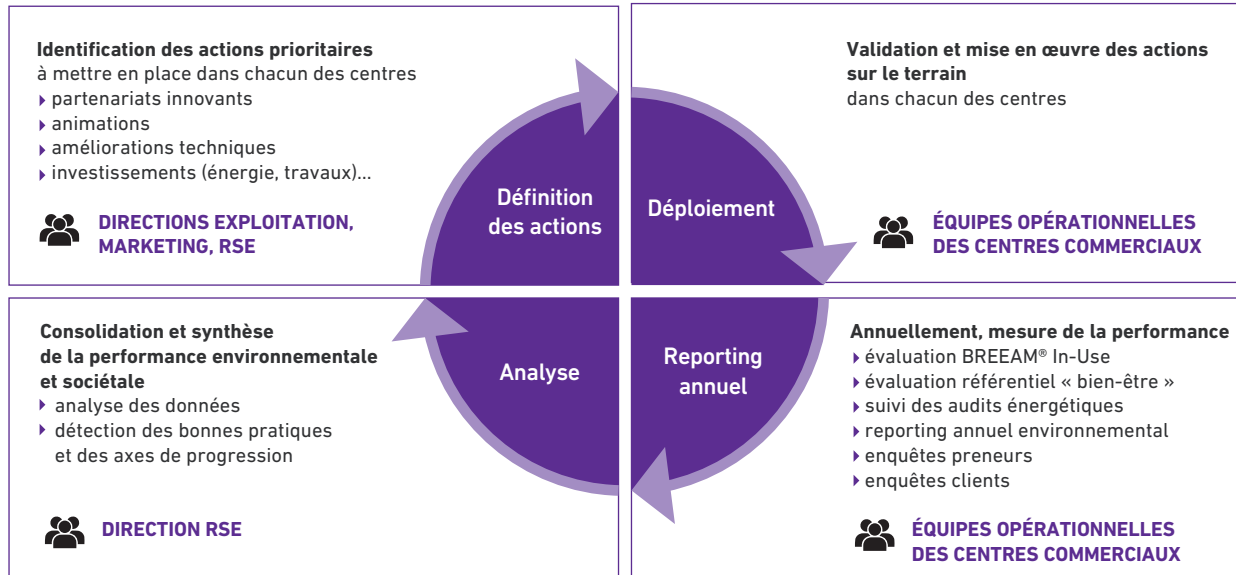 Identification des actions prioritaires
à mettre en place dans chacun des centres
partenariats innovants
animations
améliorations techniques
investissements (énergie, travaux)...
DIRECTIONS EXPLOITATION,
MARKETING, RSE
Définition
des actions
Validation et mise en œuvre des actions
sur le terrain
dans chacun des centres
Déploiement
ÉQUIPES OPÉRATIONNELLES
DES CENTRES COMMERCIAUX
Consolidation et synthèse
de la performance environnementale
et sociétale
analyse des données
détection des bonnes pratiques
et des axes de progression
DIRECTION RSE
Analyse
Reporting
annuel
Annuellement, mesure de la performance
évaluation BREEAM® In-Use
évaluation référentiel « bien-être »
suivi des audits énergétiques
reporting annuel environnemental
enquêtes preneurs
enquêtes clients
ÉQUIPES OPÉRATIONNELLES
DES CENTRES COMMERCIAUX